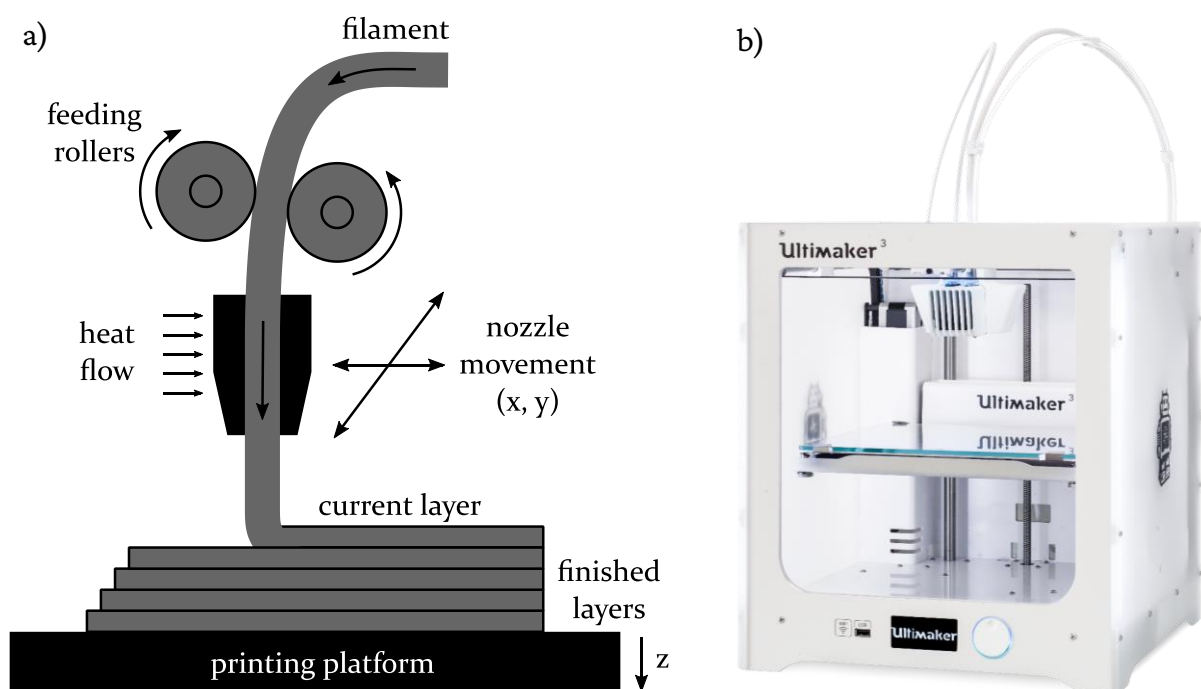 a)
filament
feeding
rollers
heat
flow
nozzle
movement
(x, y)
current layer
finished
layers
printing platform
z
b)
Ultimaker 3
Ultimaker 3
Ultimaker
Ultimaker